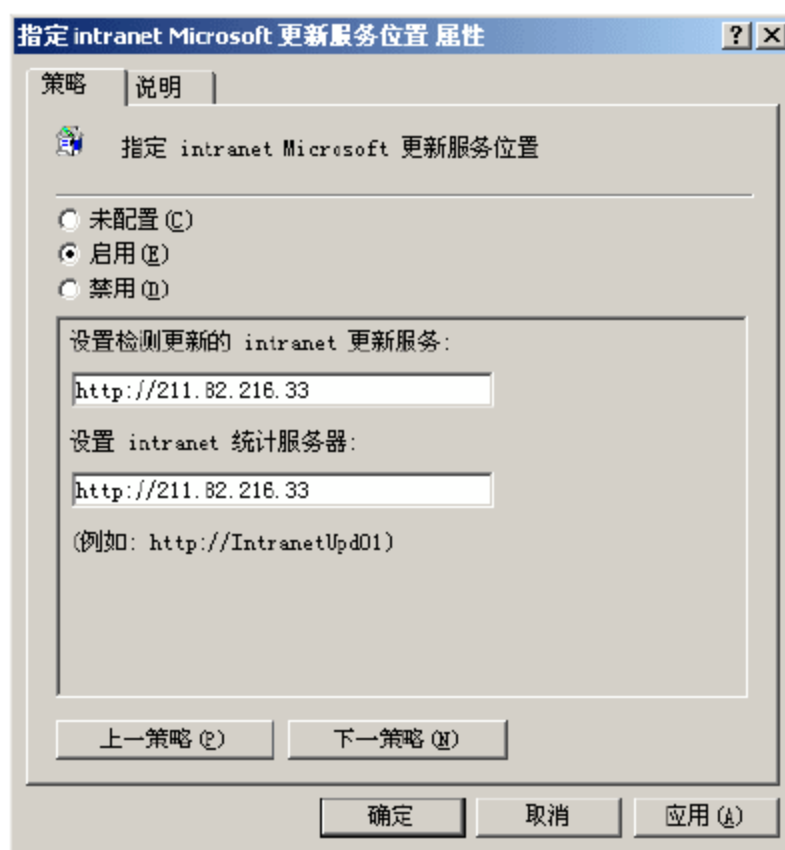 指定 intranet Microsoft 更新服务位置 属性
策略
说明
指定 intranet Microsoft 更新服务位置
未配置(C)
启用(E)
禁用(D)
设置检测更新的 intranet 更新服务:
http://211.82.216.33
设置 intranet 统计服务器:
http://211.82.216.33
(例如: http://IntranetUpd01)
上一策略(P)
下一策略(N)
确定
取消
应用(A)